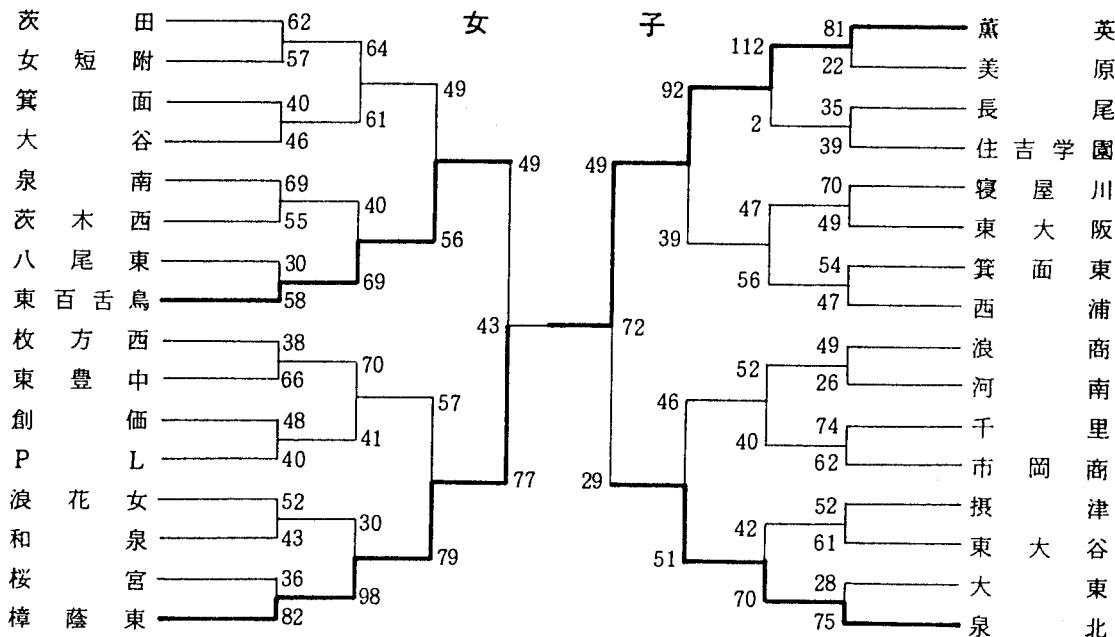 女子
茨田 62
女短附 57
64
箕面 40
大谷 46
61
49
泉南 69
茨木西 55
40
八尾東 30
東百舌鳥 58
69
56
49
枚方西 38
東豊中 66
70
創価 48
PL 40
41
57
浪花女 52
和泉 43
30
桜宮 36
樟蔭東 82
98
79
77
43 72
81 薫英
22 美原
112
35 長尾
39 住吉学園
2
92
70 寝屋川
49 東大阪
47
54 箕面東
47 西浦
56
39
49
49 浪商
26 河南
52
74 千里
62 市岡商
40
46
52 摂津
61 東大谷
42
28 大東
75 泉北
70
51
29